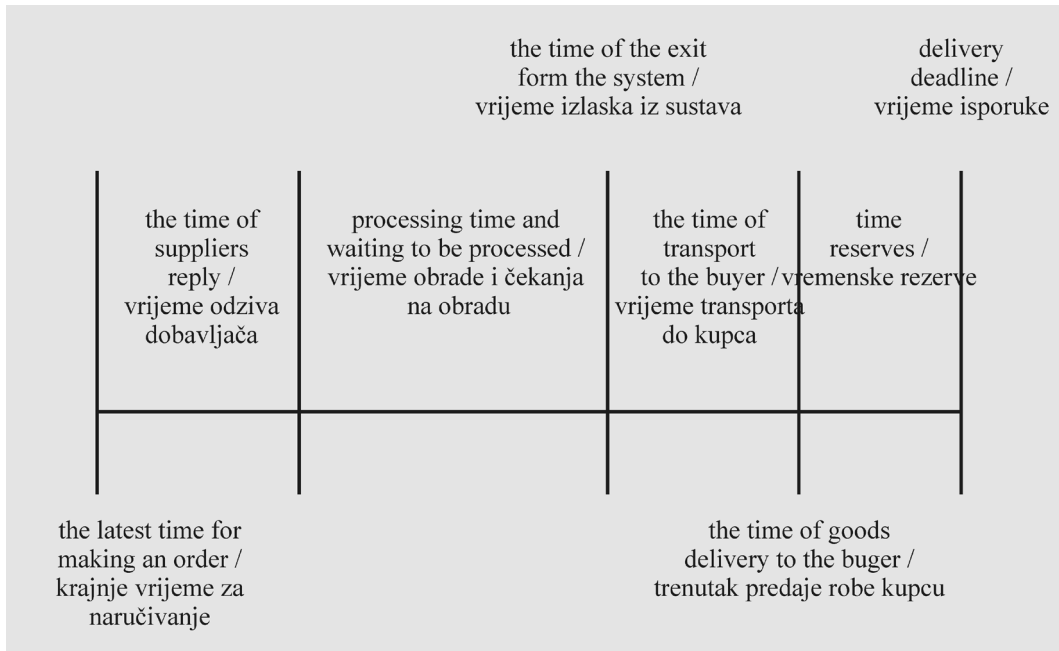 the time of the exit
form the system /
vrijeme izlaska iz sustava
delivery
deadline /
vrijeme isporuke
the time of
suppliers
reply /
vrijeme odziva
dobavljača
processing time and
waiting to be processed /
vrijeme obrade i čekanja
na obradu
the time of
transport
to the buyer /
vrijeme transporta
do kupca
time
reserves /
vremenske rezerve
the latest time for
making an order /
krajnje vrijeme za
naručivanje
the time of goods
delivery to the buger /
trenutak predaje robe kupcu